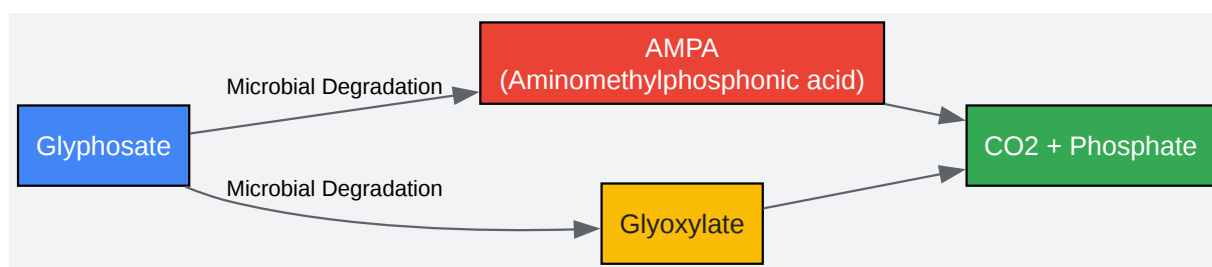 AMPA
(Aminomethylphosphonic acid)
Microbial Degradation
Glyphosate
CO2 + Phosphate
Microbial Degradation
Glyoxylate